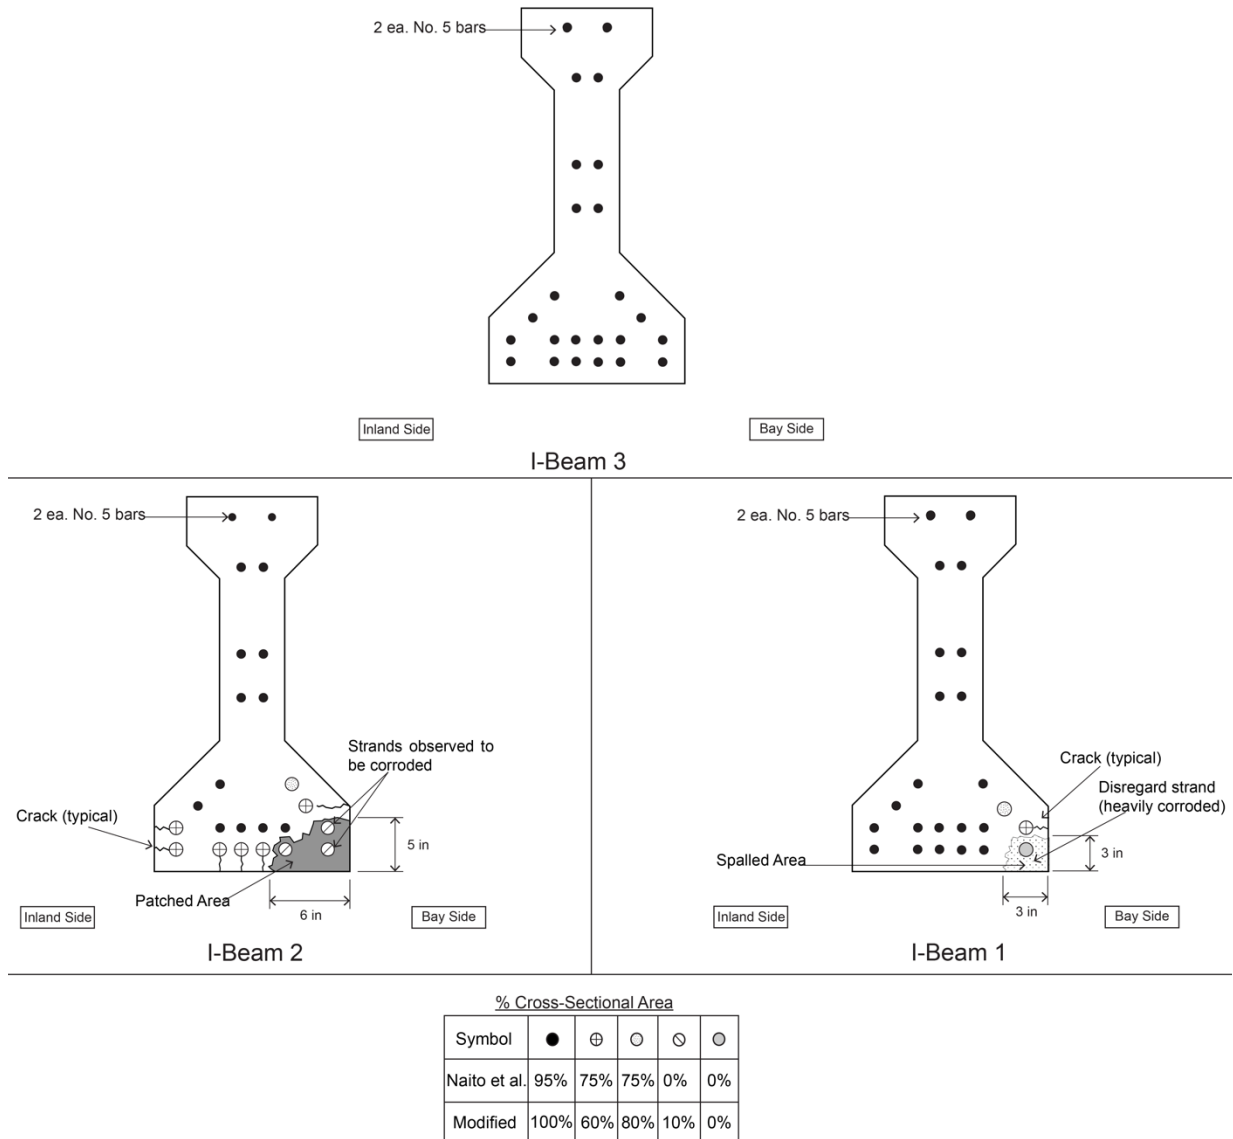 2 ea. No. 5 bars
Inland Side
Bay Side
I-Beam 3
2 ea. No. 5 bars
Strands observed to
be corroded
Crack (typical)
5 in
Patched Area
6 in
Inland Side
Bay Side
I-Beam 2
2 ea. No. 5 bars
Crack (typical)
Disregard strand
(heavily corroded)
Spalled Area
3 in
3 in
Inland Side
Bay Side
I-Beam 1
% Cross-Sectional Area
Symbol
Naito et al. 95% 75% 75% 0% 0%
Modified 100% 60% 80% 10% 0%